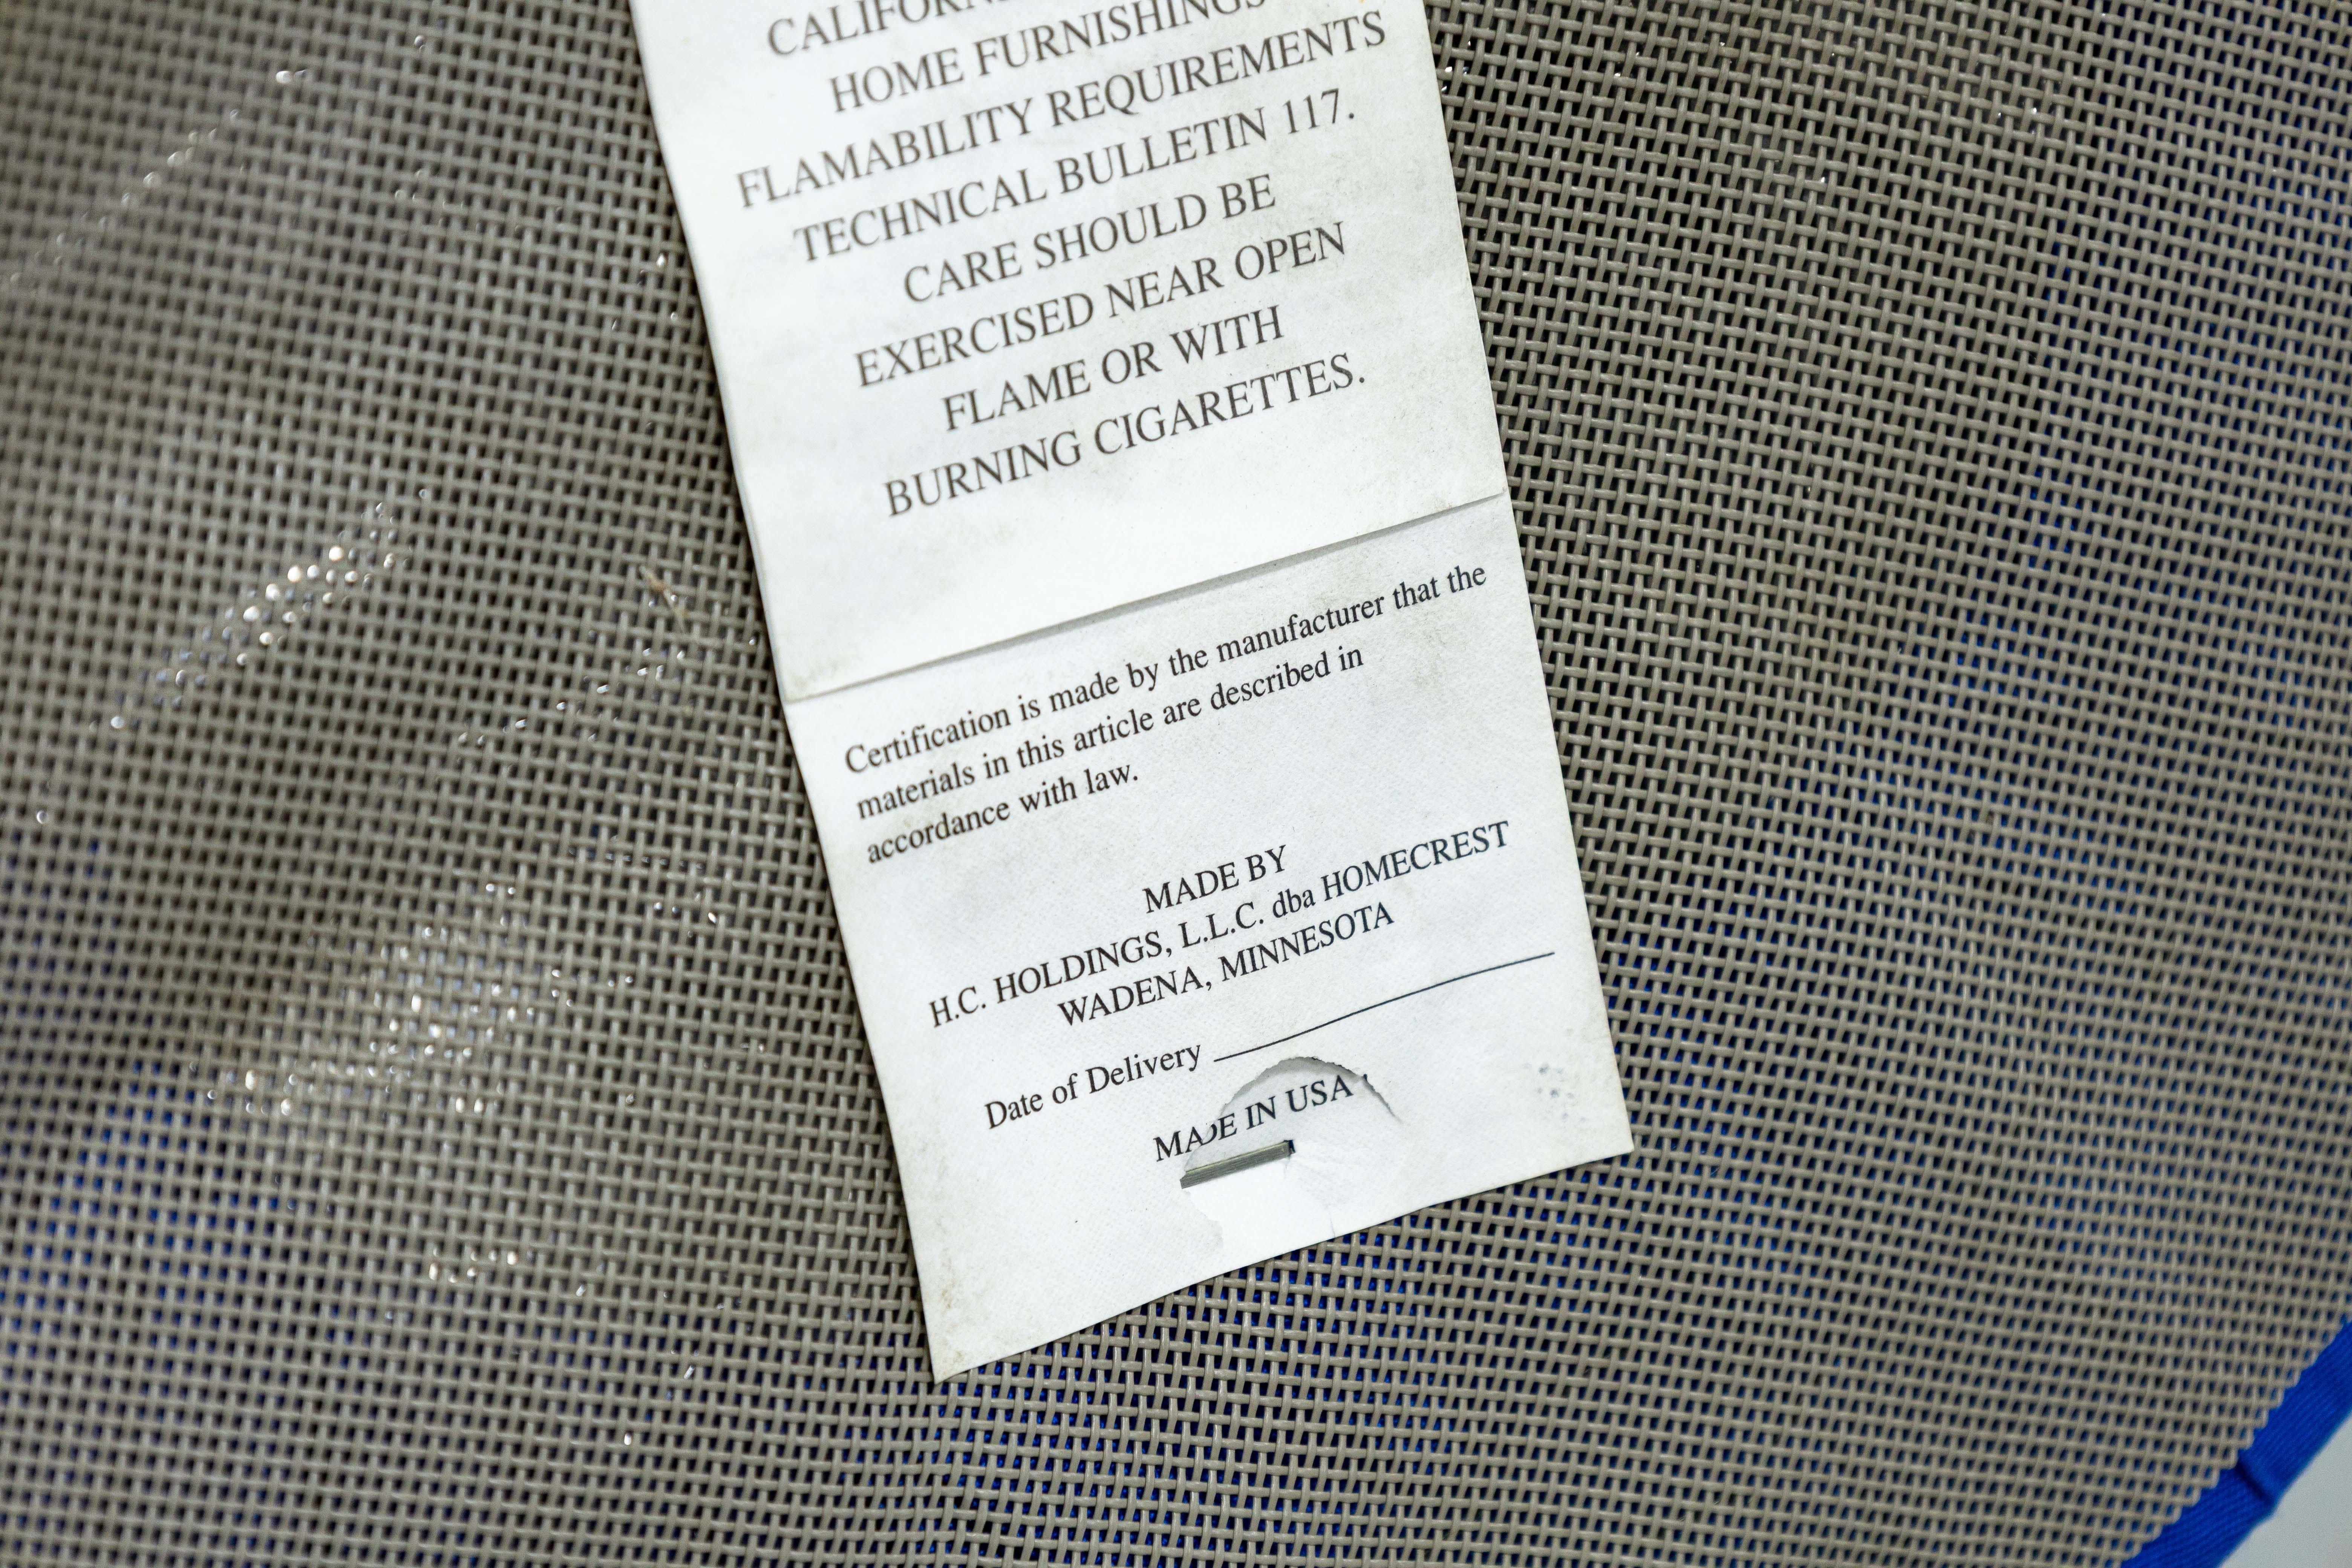 HOME FURNISHINGS
FLAMABILITY REQUIREMENTS
TECHNICAL BULLETIN 117.
CARE SHOULD BE
EXERCISED NEAR OPEN
FLAME OR WITH
BURNING CIGARETTES.
Certification is made by the manufacturer that the
materials in this article are described in
accordance with law.
MADE BY
H.C. HOLDINGS, L.L.C. dba HOMECREST
WADENA, MINNESOTA
Date of Delivery
MADE IN USA